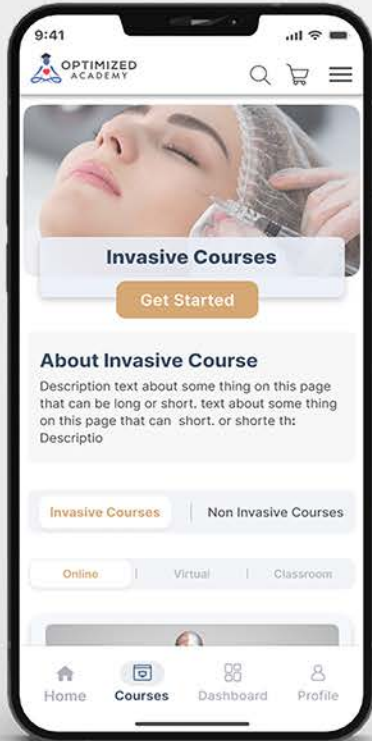 9:41
OPTIMIZED
ACADEMY
Invasive Courses
Get Started
About Invasive Course
Description text about some thing on this page
that can be long or short. text about some thing
on this page that can short. or shorte th:
Descriptio
Invasive Courses | Non Invasive Courses
Online | Virtual | Classroom
Home Courses Dashboard Profile